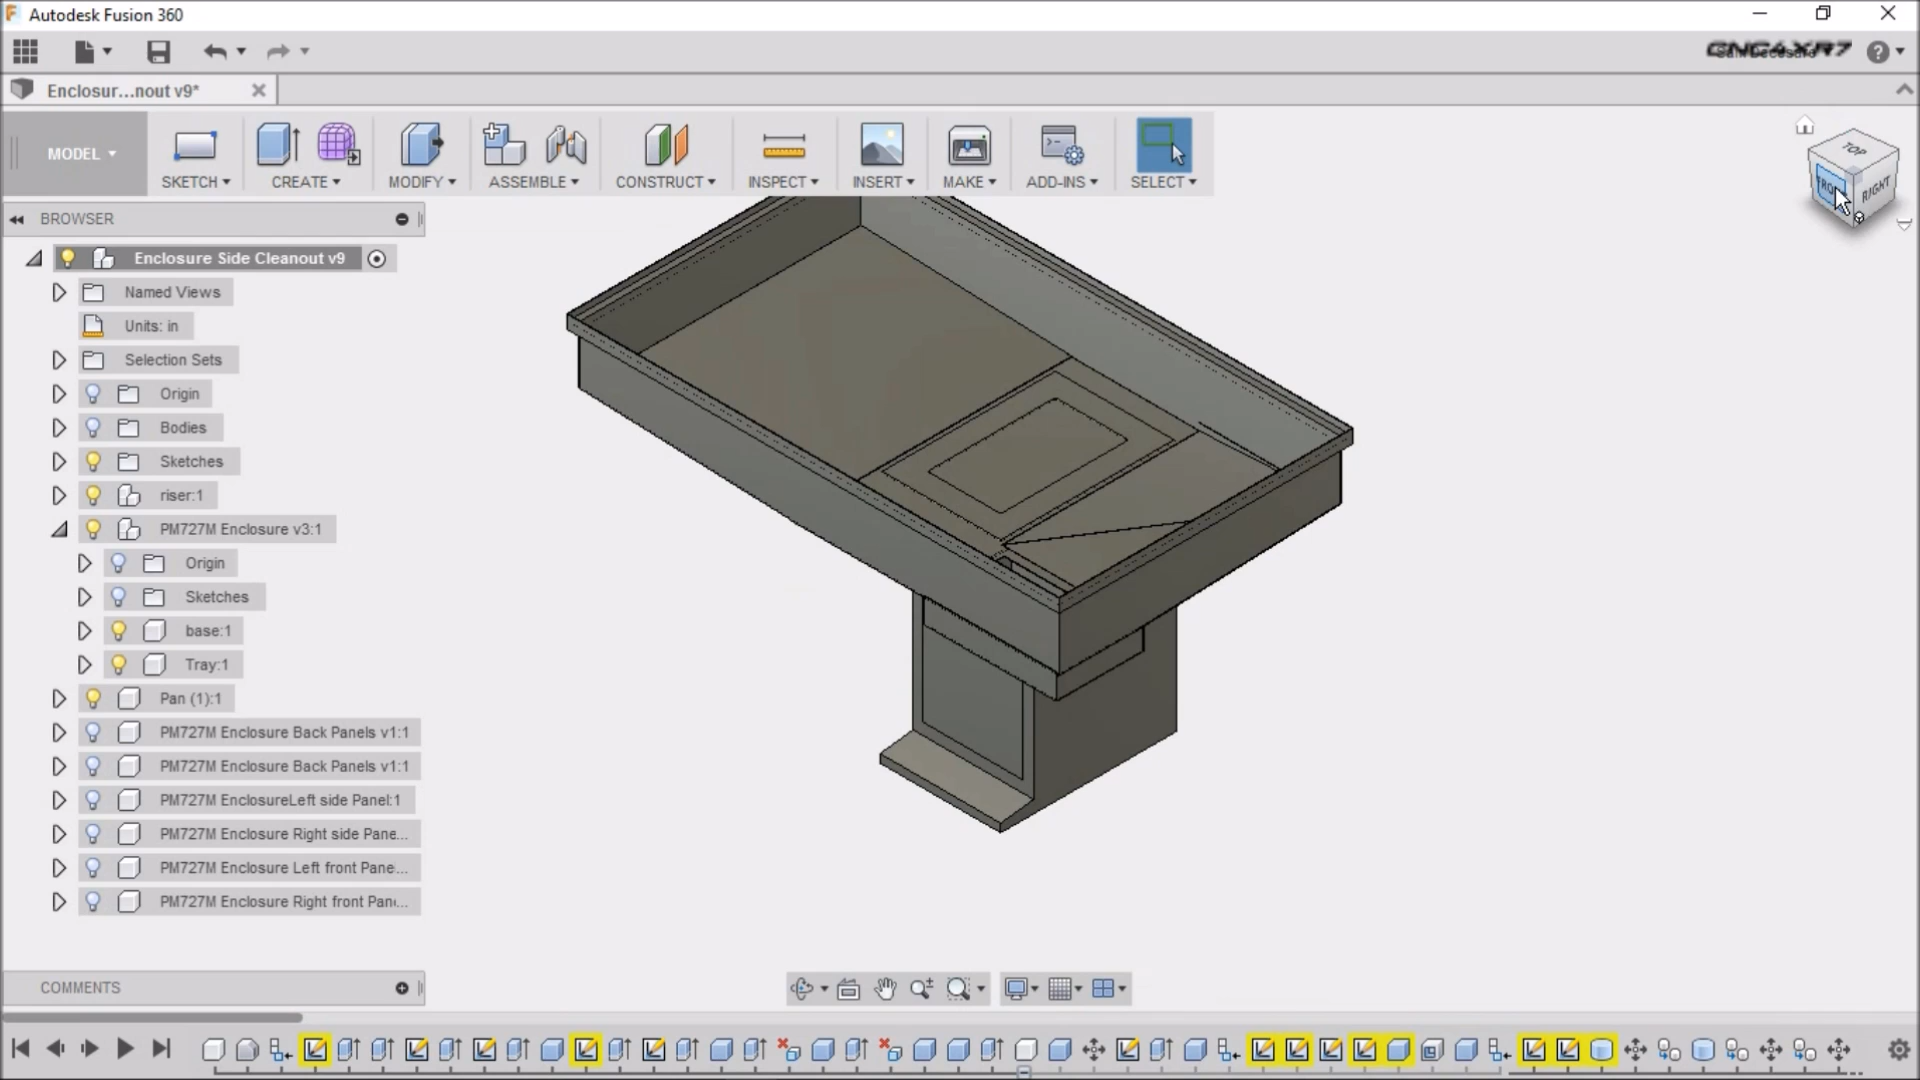 Autodesk Fusion 360
CNC4XR7
Enclosur...nout v9*
MODEL
SKETCH
CREATE
MODIFY
ASSEMBLE
CONSTRUCT
INSPECT
INSERT
MAKE
ADD-INS
SELECT
TOP
RIGHT
BROWSER
Enclosure Side Cleanout v9
Named Views
Units: in
Selection Sets
Origin
Bodies
Sketches
riser:1
PM727M Enclosure v3:1
Origin
Sketches
base:1
Tray:1
Pan (1):1
PM727M Enclosure Back Panels v1:1
PM727M Enclosure Back Panels v1:1
PM727M EnclosureLeft side Panel:1
PM727M Enclosure Right side Pane...
PM727M Enclosure Left front Pane...
PM727M Enclosure Right front Pan...
COMMENTS